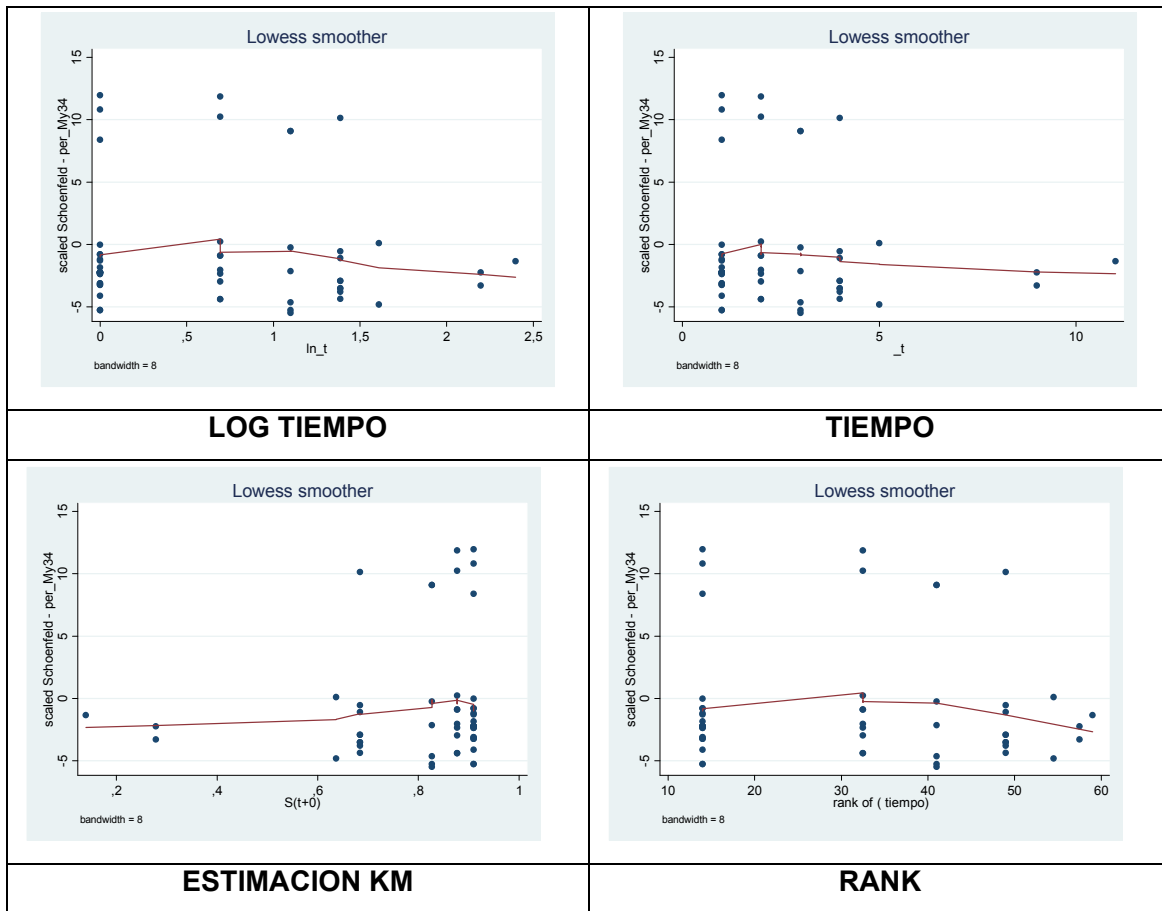 Lowess smoother
scaled Schoenfeld - per_My34
15
10
5
0
-5
0 ,5 1 1,5 2 2,5
ln_t
bandwidth = 8
Lowess smoother
scaled Schoenfeld - per_My34
15
10
5
0
-5
0 5 10
_t
bandwidth = 8
LOG TIEMPO
TIEMPO
Lowess smoother
scaled Schoenfeld - per_My34
15
10
5
0
-5
,2 ,4 ,6 ,8 1
S(t+0)
bandwidth = 8
Lowess smoother
scaled Schoenfeld - per_My34
15
10
5
0
-5
10 20 30 40 50 60
rank of ( tiempo)
bandwidth = 8
ESTIMACION KM
RANK